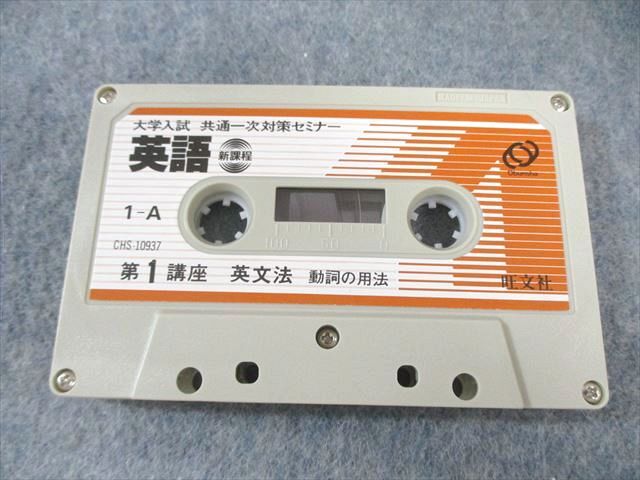 大学入試 共通一次対策セミナー
英語 新課程
Obunsha
1-A
CHS-10937
100 50 0
第1講座 英文法 動詞の用法
旺文社